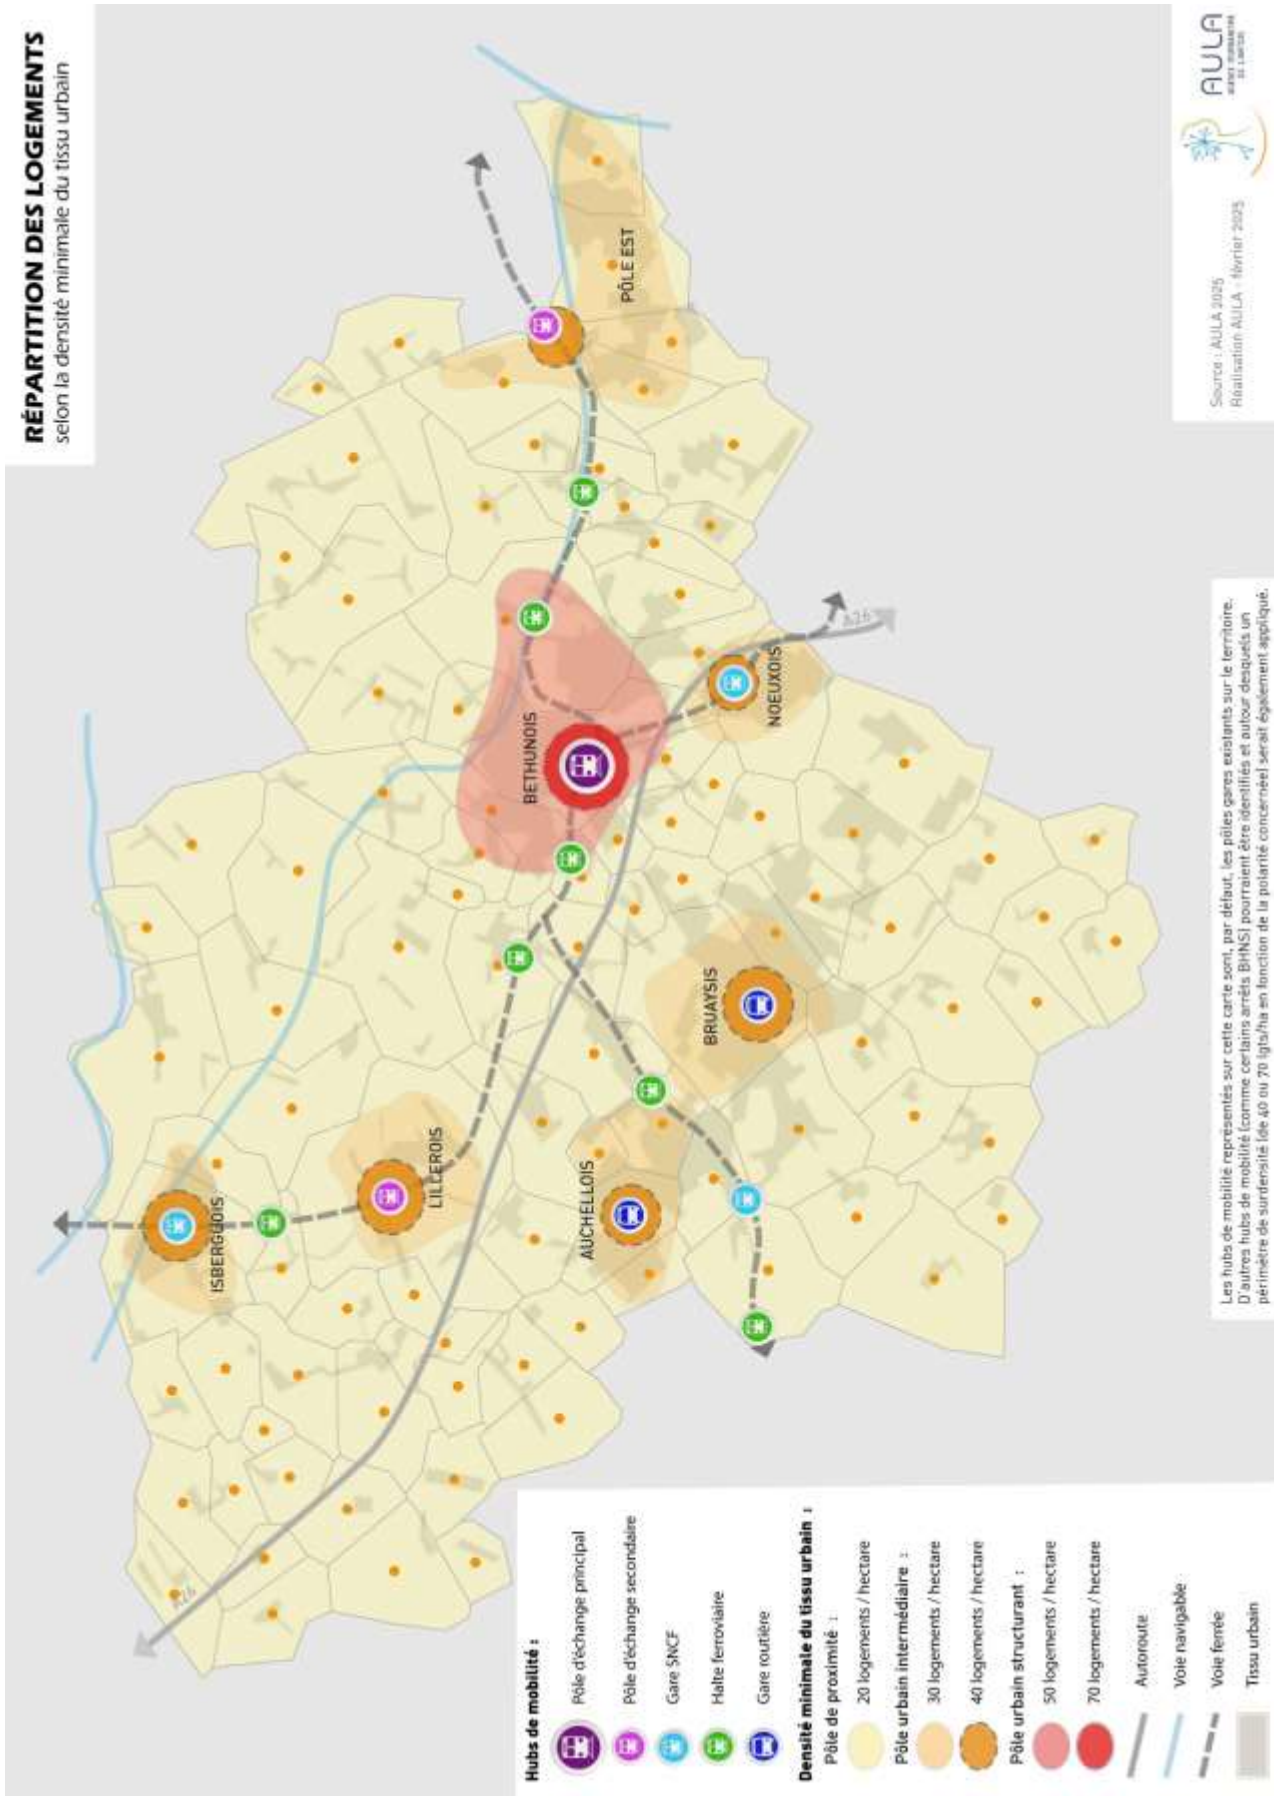 RÉPARTITION DES LOGEMENTS
selon la densité minimale du tissu urbain
ISBERGUOIS
LILLEROIS
AUCHELLOIS
BRUAYSIS
BETHUNOIS
NOEUXOIS
PÔLE EST
A26
A26
Hubs de mobilité :
Pôle d'échange principal
Pôle d'échange secondaire
Gare SNCF
Halte ferroviaire
Gare routière
Densité minimale du tissu urbain :
Pôle de proximité :
20 logements / hectare
Pôle urbain intermédiaire :
30 logements / hectare
40 logements / hectare
Pôle urbain structurant :
50 logements / hectare
70 logements / hectare
Autoroute
Voie navigable
Voie ferrée
Tissu urbain
Les hubs de mobilité représentés sur cette carte sont, par défaut, les pôles gares existants sur le territoire.
D'autres hubs de mobilité (comme certains arrêts BHNS) pourraient être identifiés et autour desquels un
périmètre de surdensité (de 40 ou 70 lgts/ha en fonction de la polarité concernée) serait également appliqué.
Source : AULA 2025
Réalisation AULA - février 2025
AULA
AGENCE D'URBANISME
DE L'ARTOIS